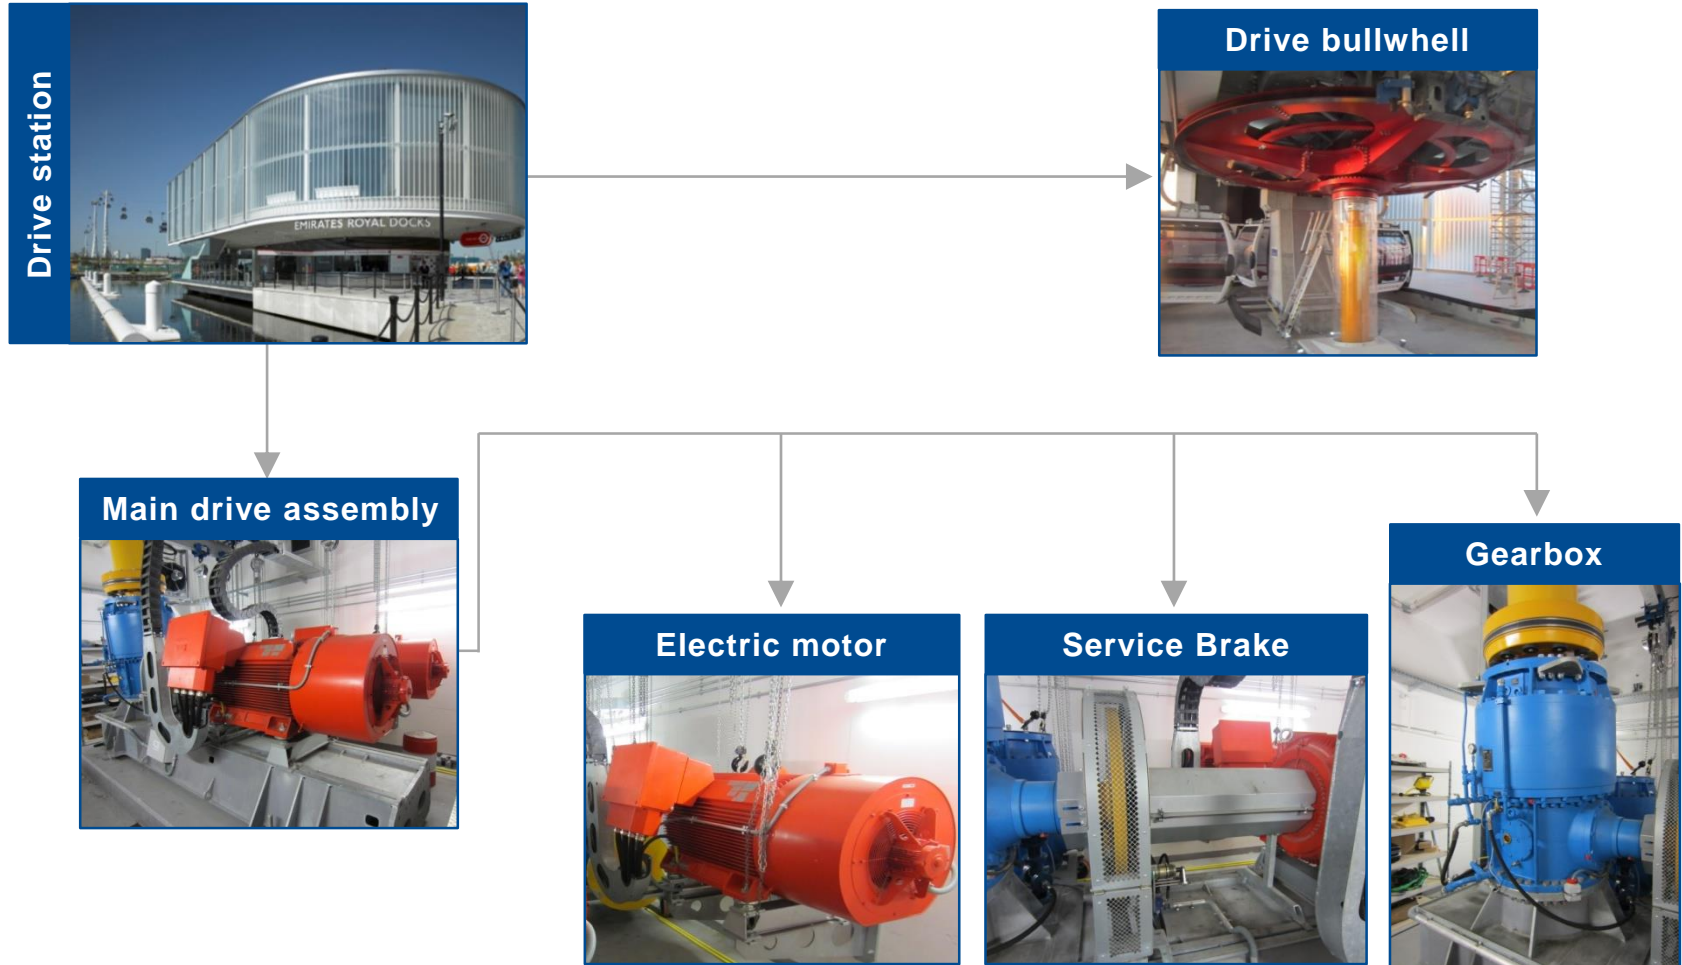 Drive station
EMIRATES ROYAL DOCKS
Drive bullwhell
Main drive assembly
Electric motor
Service Brake
Gearbox